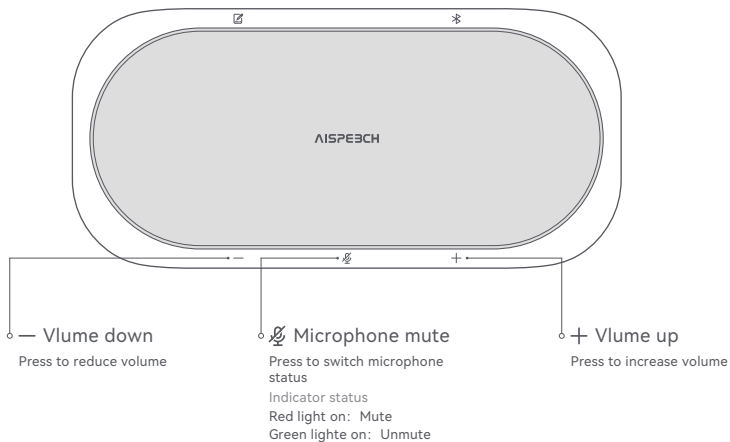 AISPEECH
Vlume down
Press to reduce volume
Microphone mute
Press to switch microphone
status
Indicator status
Red light on: Mute
Green lighte on: Unmute
Vlume up
Press to increase volume